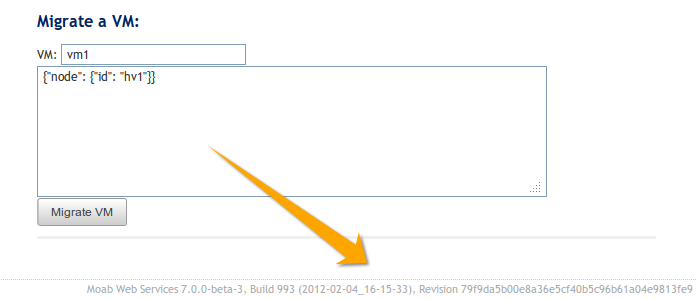 Migrate a VM:
VM: vm1
{"node": {"id": "hv1"}}
Migrate VM
Moab Web Services 7.0.0-beta-3, Build 993 (2012-02-04_16-15-33), Revision 79f9da5b00e8a36e5cf40b5c96b61a04e9813fe9